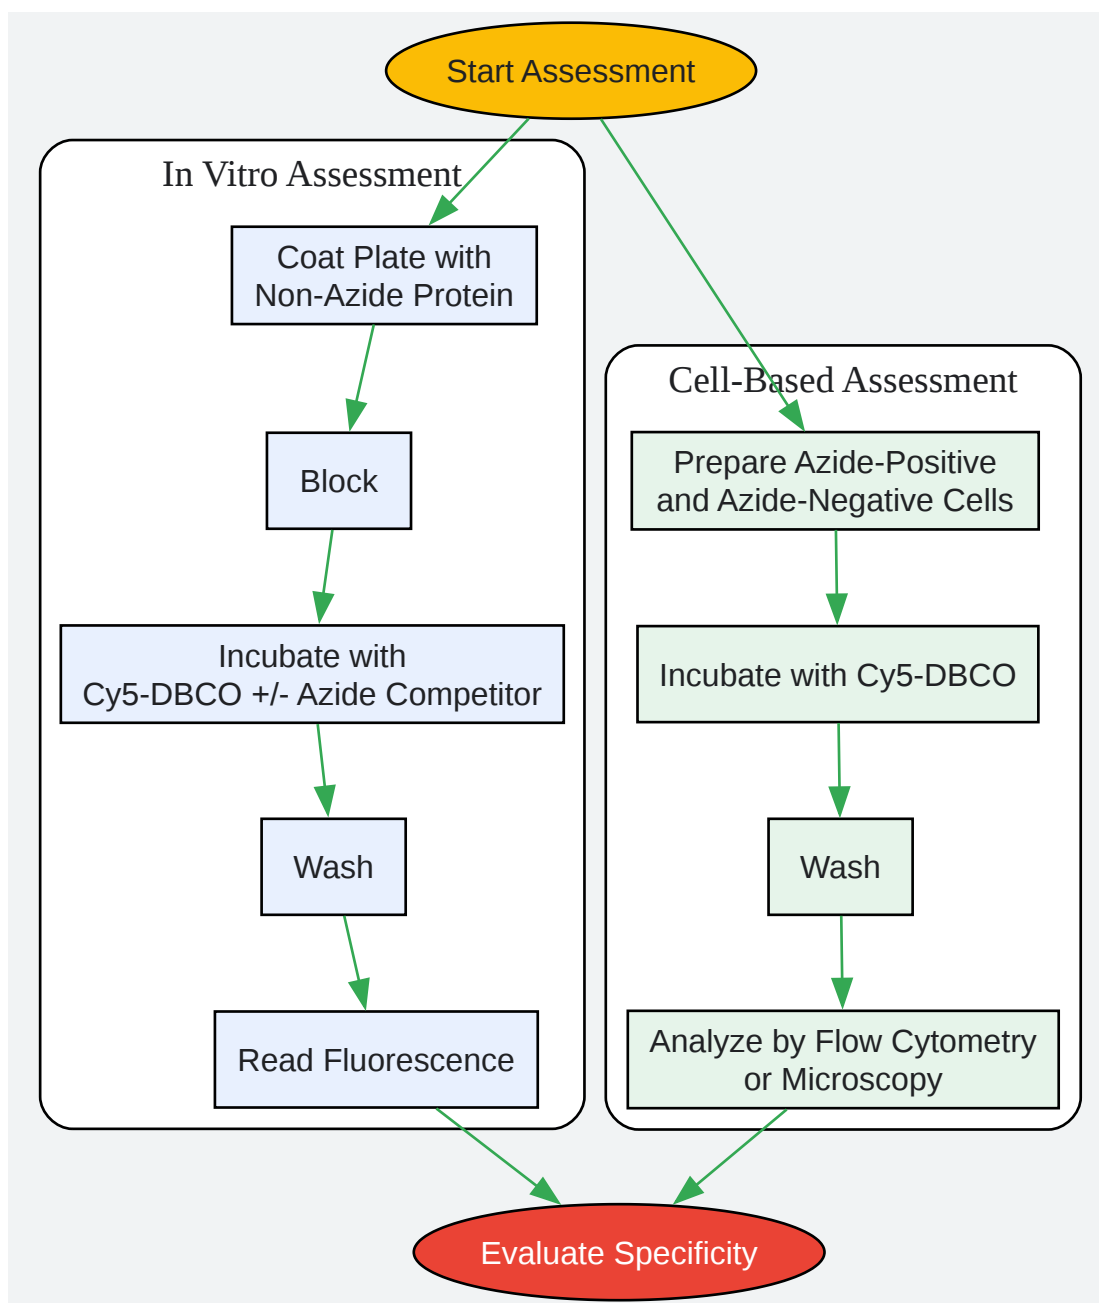 Start Assessment
In Vitro Assessment
Coat Plate with
Non-Azide Protein
Block
Incubate with
Cy5-DBCO +/- Azide Competitor
Wash
Read Fluorescence
Cell-Based Assessment
Prepare Azide-Positive
and Azide-Negative Cells
Incubate with Cy5-DBCO
Wash
Analyze by Flow Cytometry
or Microscopy
Evaluate Specificity